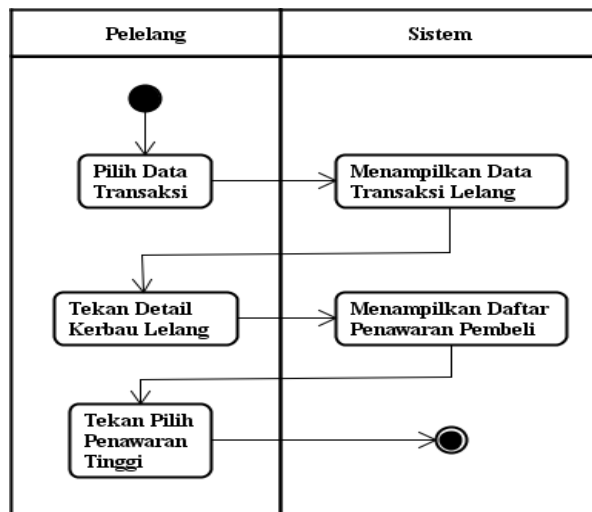 Pelelang
Sistem
Pilih Data
Transaksi
Menampilkan Data
Transaksi Lelang
Tekan Detail
Kerbau Lelang
Menampilkan Daftar
Penawaran Pembeli
Tekan Pilih
Penawaran
Tinggi